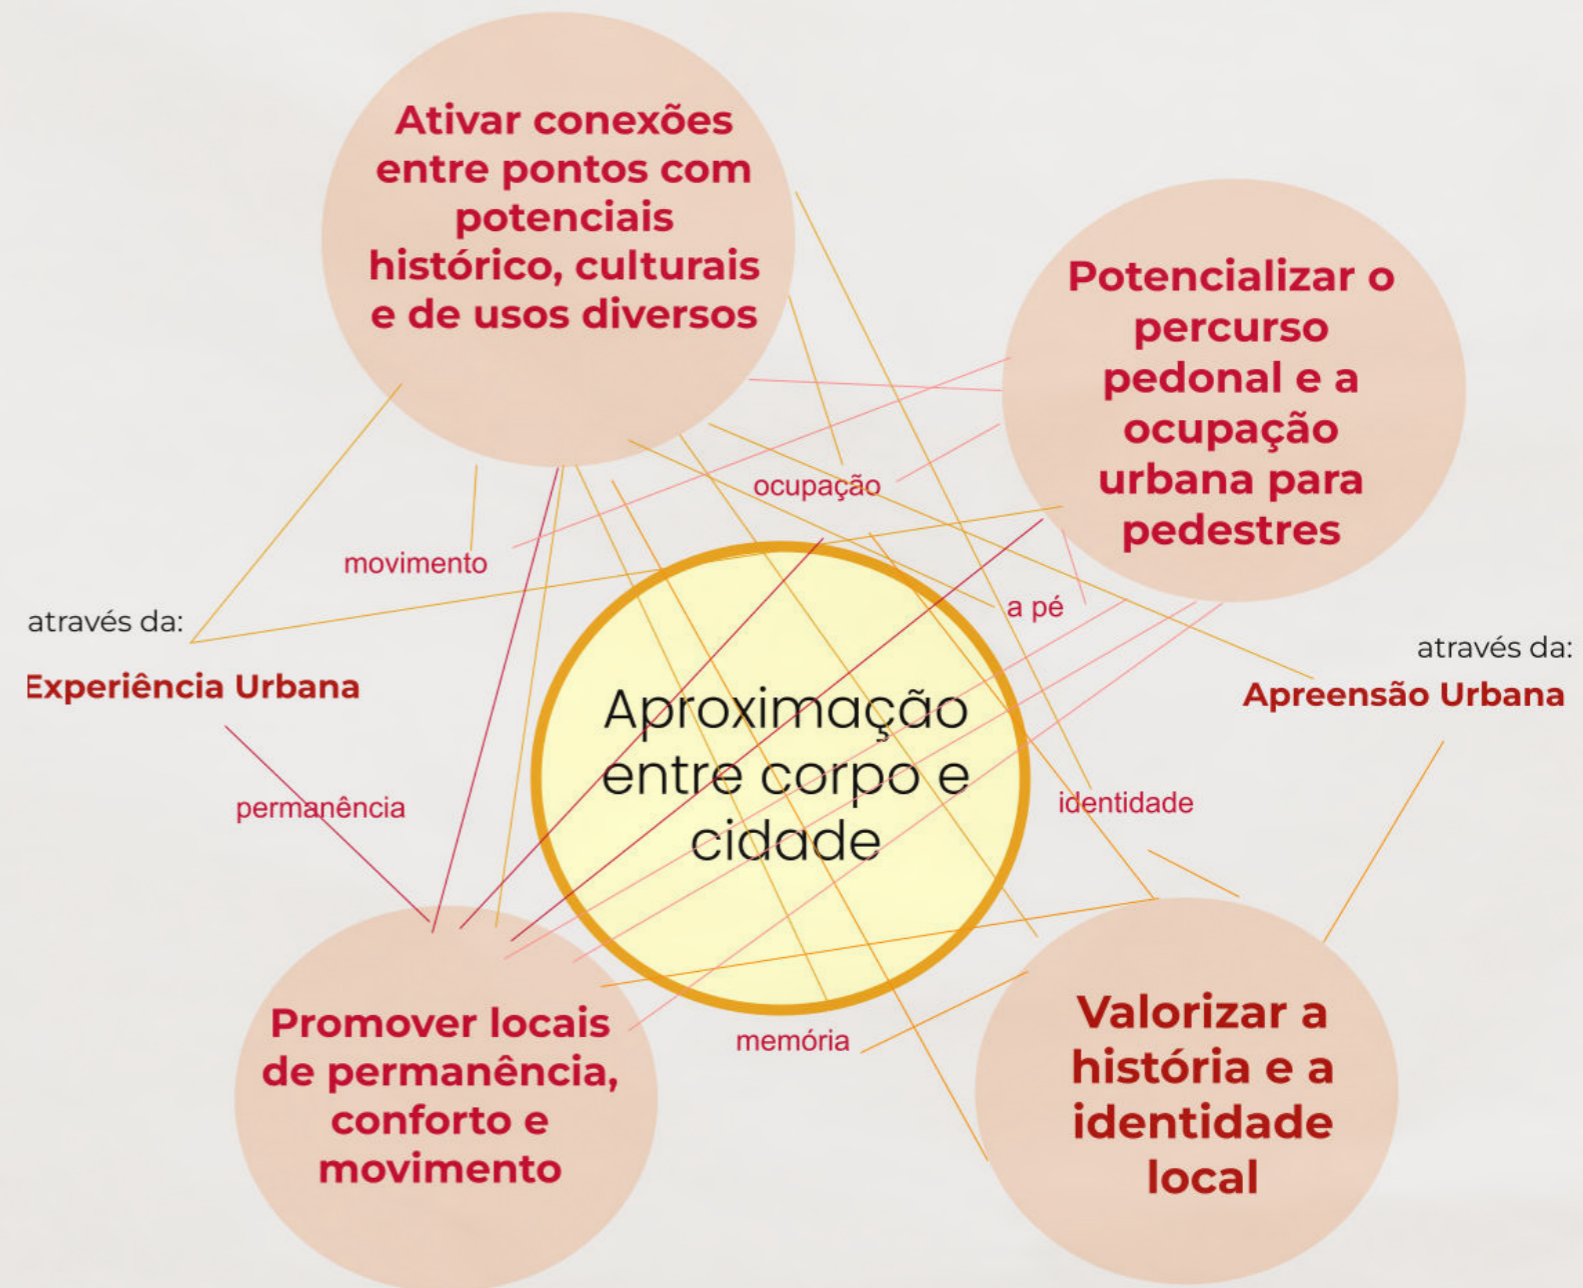 Ativar conexões
entre pontos com
potenciais
histórico, culturais
e de usos diversos
Potencializar o
percurso
pedonal e a
ocupação
urbana para
pedestres
ocupação
movimento
a pé
através da:
Experiência Urbana
através da:
Apreensão Urbana
Aproximação
entre corpo e
cidade
permanência
identidade
memória
Promover locais
de permanência,
conforto e
movimento
Valorizar a
história e a
identidade
local